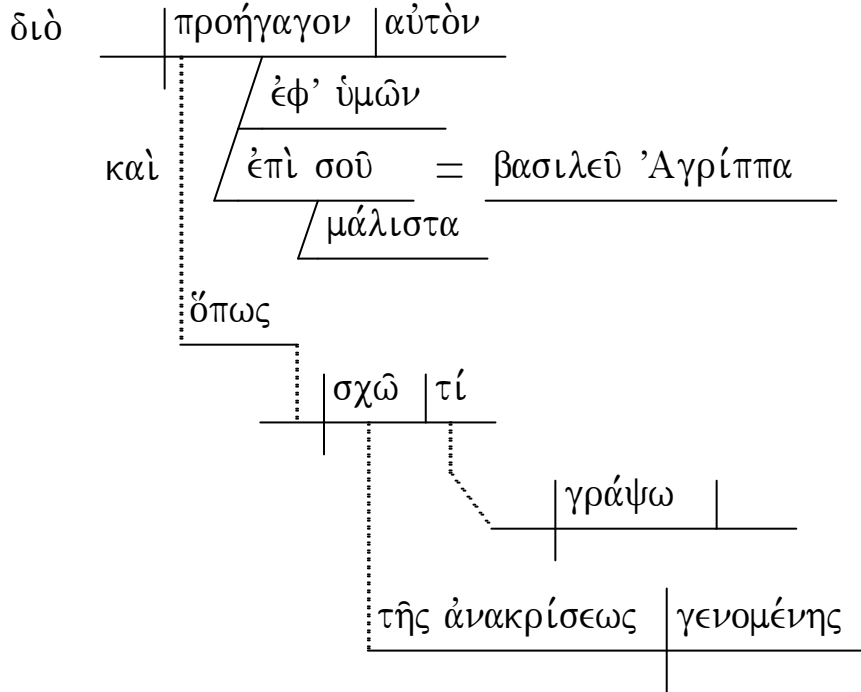 διὸ προήγαγον αὐτὸν
ἐφ’ ὑμῶν
καὶ ἐπὶ σοῦ = βασιλεῦ Ἀγρίππα
μάλιστα
ὅπως
σχῶ τί
γράψω
τῆς ἀνακρίσεως γενομένης